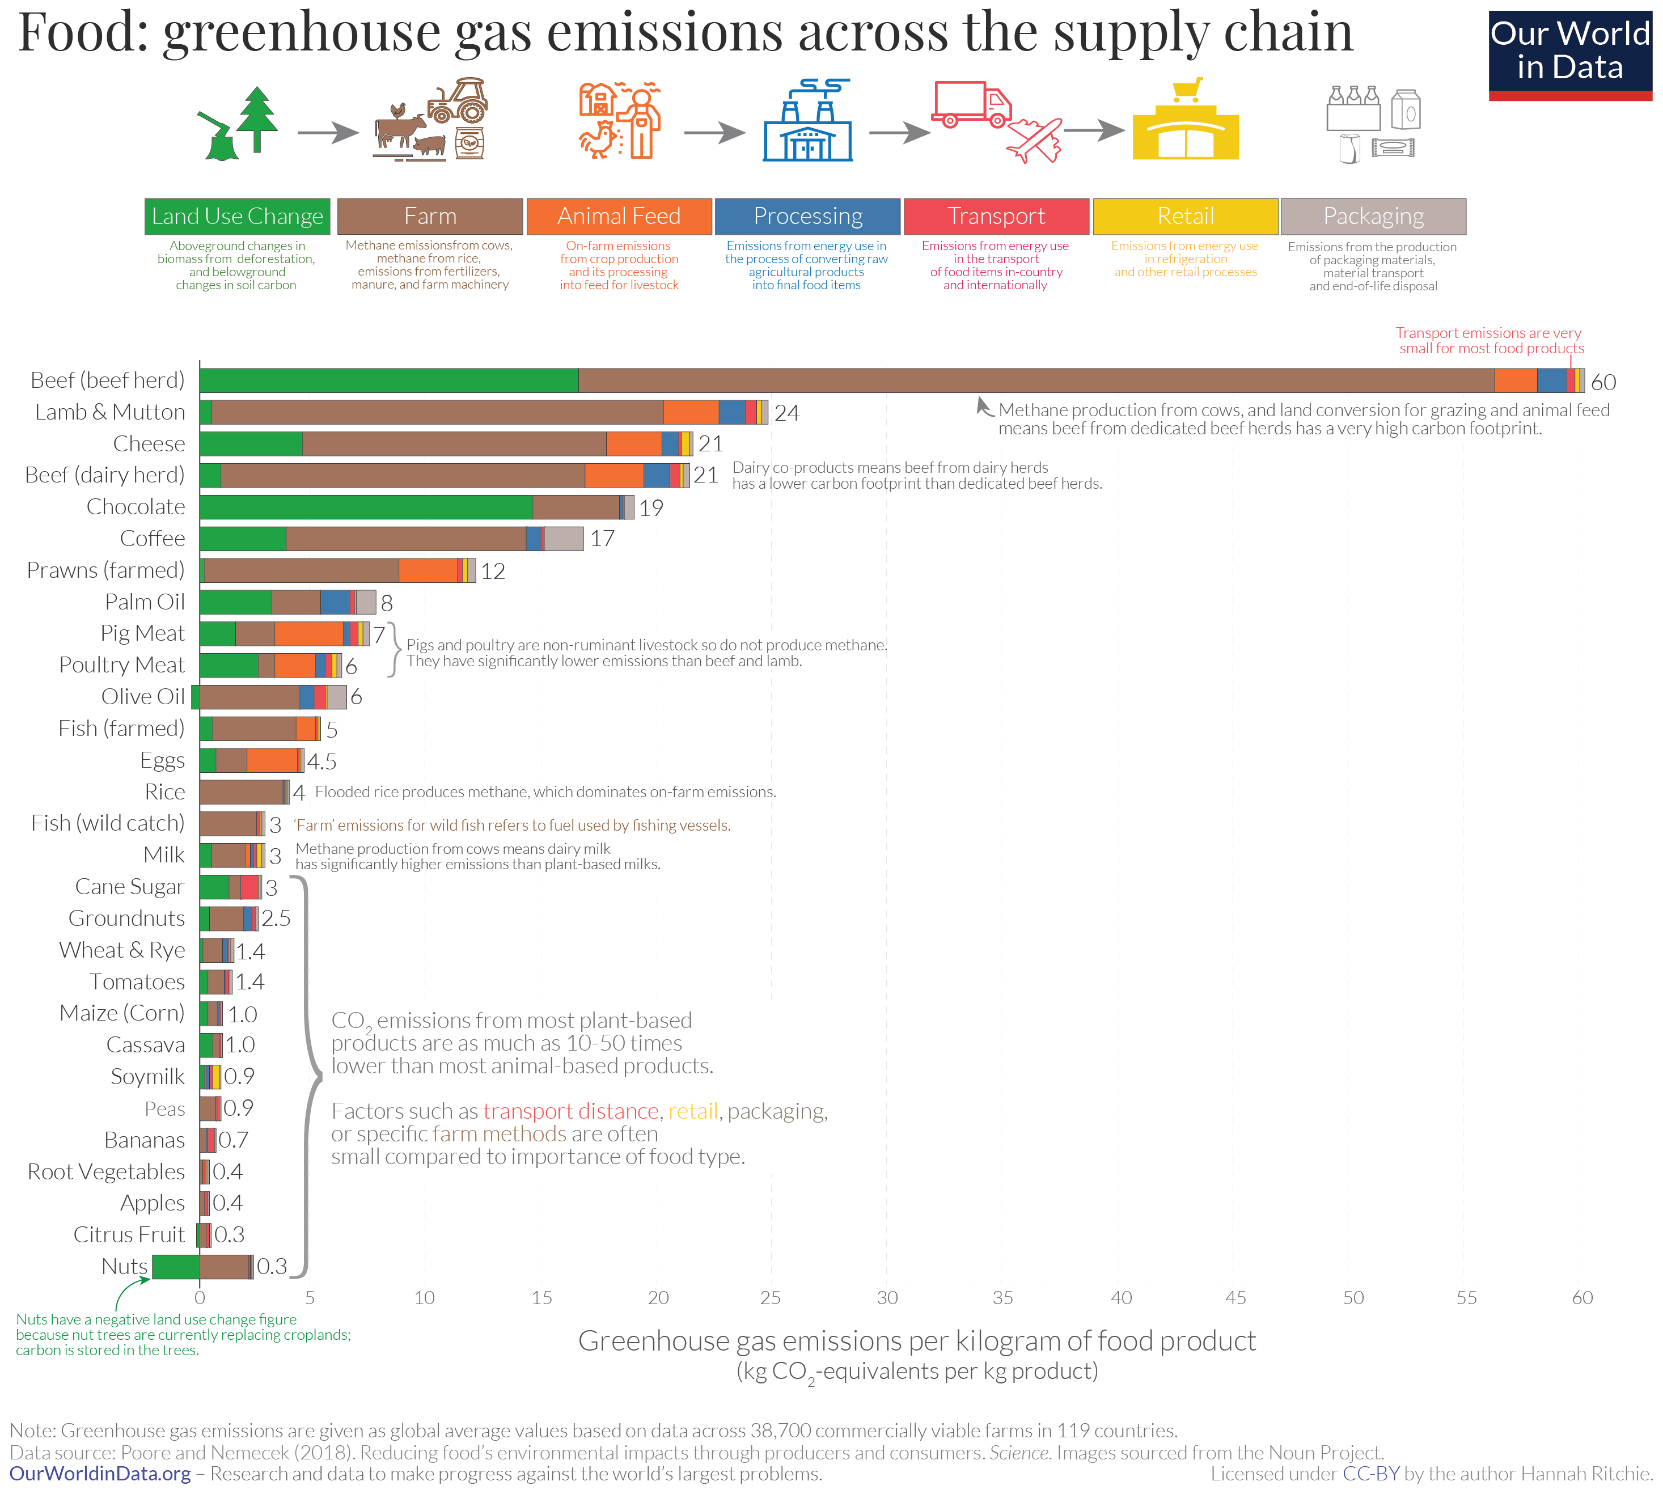 Food: greenhouse gas emissions across the supply chain
Our World
in Data
Land Use Change
Aboveground changes in
biomass from deforestation,
and belowground
changes in soil carbon
Farm
Methane emissionsfrom cows,
methane from rice,
emissions from fertilizers,
manure, and farm machinery
Animal Feed
On-farm emissions
from crop production
and its processing
into feed for livestock
Processing
Emissions from energy use in
the process of converting raw
agricultural products
into final food items
Transport
Emissions from energy use
in the transport
of food items in-country
and internationally
Retail
Emissions from energy use
in refrigeration
and other retail processes
Packaging
Emissions from the production
of packaging materials,
material transport
and end-of-life disposal
Transport emissions are very
small for most food products
Beef (beef herd) 60
Methane production from cows, and land conversion for grazing and animal feed
means beef from dedicated beef herds has a very high carbon footprint.
Lamb & Mutton 24
Cheese 21
Beef (dairy herd) 21
Dairy co-products means beef from dairy herds
has a lower carbon footprint than dedicated beef herds.
Chocolate 19
Coffee 17
Prawns (farmed) 12
Palm Oil 8
Pig Meat 7
Pigs and poultry are non-ruminant livestock so do not produce methane.
They have significantly lower emissions than beef and lamb.
Poultry Meat 6
Olive Oil 6
Fish (farmed) 5
Eggs 4.5
Rice 4 Flooded rice produces methane, which dominates on-farm emissions.
Fish (wild catch) 3 'Farm' emissions for wild fish refers to fuel used by fishing vessels.
Milk 3
Methane production from cows means dairy milk
has significantly higher emissions than plant-based milks.
Cane Sugar 3
Groundnuts 2.5
Wheat & Rye 1.4
Tomatoes 1.4
Maize (Corn) 1.0
Cassava 1.0
Soymilk 0.9
Peas 0.9
Bananas 0.7
Root Vegetables 0.4
Apples 0.4
Citrus Fruit 0.3
Nuts 0.3
CO2 emissions from most plant-based
products are as much as 10-50 times
lower than most animal-based products.
Factors such as transport distance, retail, packaging,
or specific farm methods are often
small compared to importance of food type.
0 5 10 15 20 25 30 35 40 45 50 55 60
Nuts have a negative land use change figure
because nut trees are currently replacing croplands;
carbon is stored in the trees.
Greenhouse gas emissions per kilogram of food product
(kg CO2-equivalents per kg product)
Note: Greenhouse gas emissions are given as global average values based on data across 38,700 commercially viable farms in 119 countries.
Data source: Poore and Nemecek (2018). Reducing food's environmental impacts through producers and consumers. Science. Images sourced from the Noun Project.
OurWorldinData.org – Research and data to make progress against the world's largest problems.
Licensed under CC-BY by the author Hannah Ritchie.